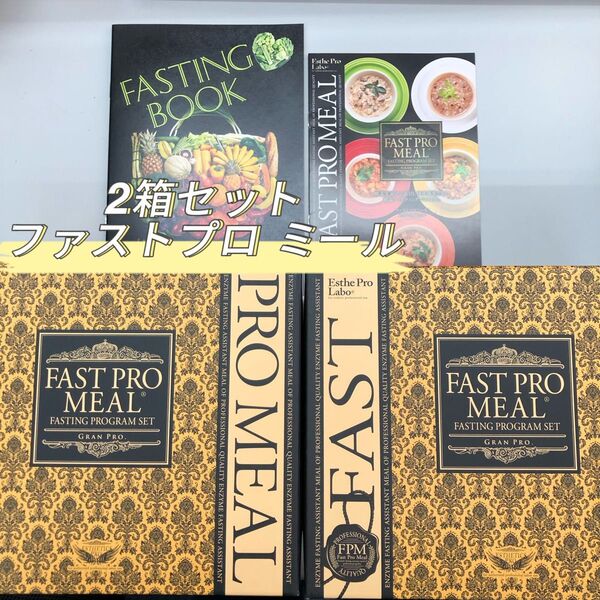 FASTING
BOOK
Esthe Pro
Labo®
FAST PRO MEAL
FAST PRO
MEAL®
FASTING PROGRAM SET
GRAN PRO.
2箱セット
ファストプロ ミール
FAST PRO
MEAL®
FASTING PROGRAM SET
GRAN PRO.
PRO MEAL
ENZYME FASTING ASSISTANT MEAL OF PROFESSIONAL QUALITY ENZYME FASTING ASSISTANT
Esthe Pro
Labo®
FAST
ENZYME FASTING ASSISTANT MEAL OF PROFESSIONAL QUALITY ENZYME FASTING ASSISTANT
PROFESSIONAL
FPM
Fast Pro Meal
QUALITY
FAST PRO
MEAL®
FASTING PROGRAM SET
GRAN PRO.